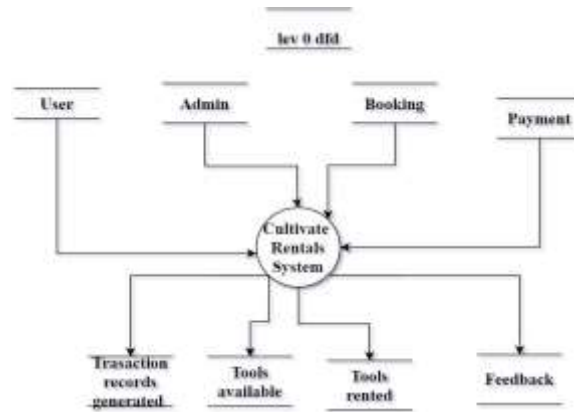 lev 0 dfd
User
Admin
Booking
Payment
Cultivate
Rentals
System
Trasaction
records
generated
Tools
available
Tools
rented
Feedback